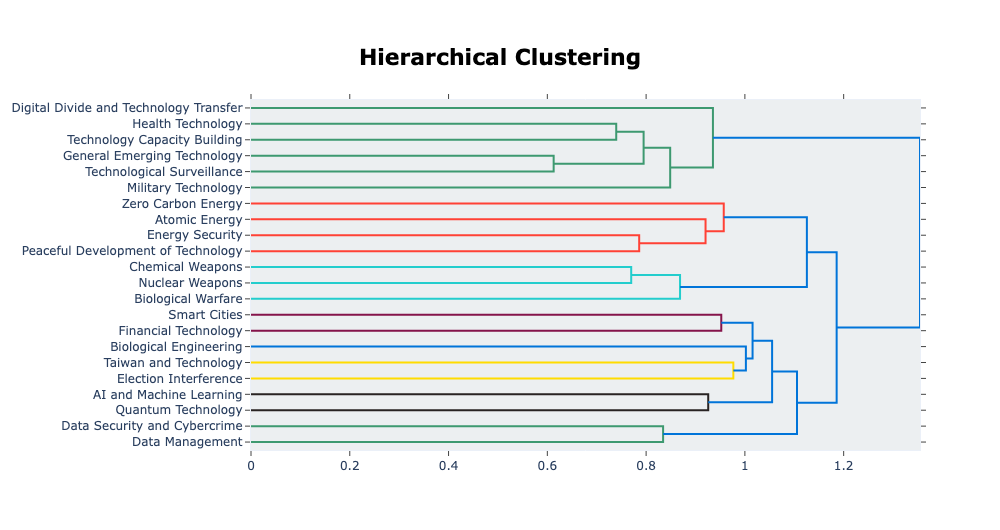 Hierarchical Clustering
Digital Divide and Technology Transfer
Health Technology
Technology Capacity Building
General Emerging Technology
Technological Surveillance
Military Technology
Zero Carbon Energy
Atomic Energy
Energy Security
Peaceful Development of Technology
Chemical Weapons
Nuclear Weapons
Biological Warfare
Smart Cities
Financial Technology
Biological Engineering
Taiwan and Technology
Election Interference
AI and Machine Learning
Quantum Technology
Data Security and Cybercrime
Data Management
0 0.2 0.4 0.6 0.8 1 1.2